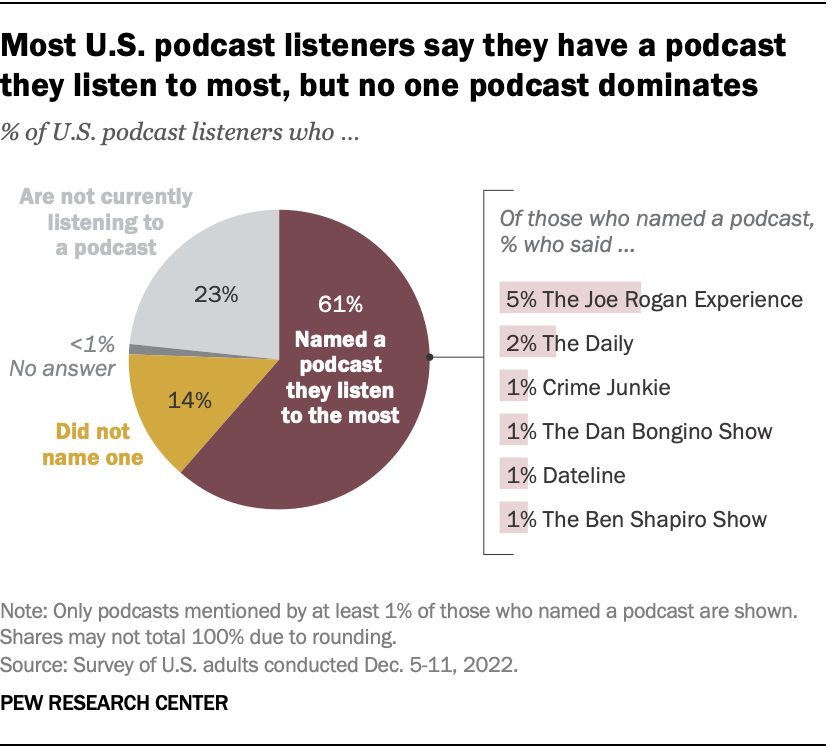 Most U.S. podcast listeners say they have a podcast
they listen to most, but no one podcast dominates
% of U.S. podcast listeners who ...
Are not currently
listening to
a podcast
23%
<1%
No answer
14%
Did not
name one
61%
Named a
podcast
they listen
to the most
Of those who named a podcast,
% who said ...
5% The Joe Rogan Experience
2% The Daily
1% Crime Junkie
1% The Dan Bongino Show
1% Dateline
1% The Ben Shapiro Show
Note: Only podcasts mentioned by at least 1% of those who named a podcast are shown.
Shares may not total 100% due to rounding.
Source: Survey of U.S. adults conducted Dec. 5-11, 2022.
PEW RESEARCH CENTER